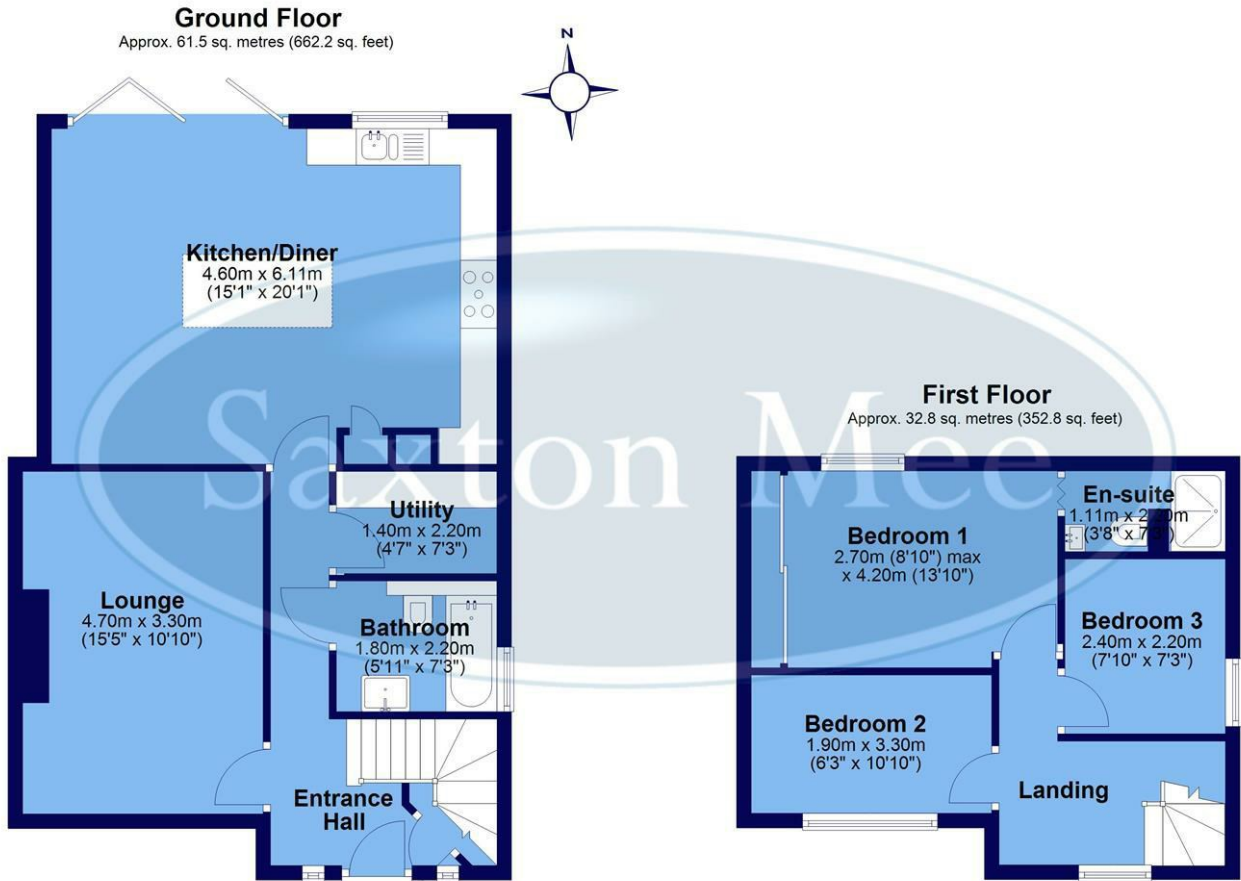 Ground Floor
Approx. 61.5 sq. metres (662.2 sq. feet)
N
Kitchen/Diner
4.60m x 6.11m
(15'1" x 20'1")
Saxton Mee
Utility
1.40m x 2.20m
(4'7" x 7'3")
Lounge
4.70m x 3.30m
(15'5" x 10'10")
Bathroom
1.80m x 2.20m
(5'11" x 7'3")
Entrance
Hall
First Floor
Approx. 32.8 sq. metres (352.8 sq. feet)
En-suite
1.11m x 2.20m
(3'8" x 7'3")
Bedroom 1
2.70m (8'10") max
x 4.20m (13'10")
Bedroom 3
2.40m x 2.20m
(7'10" x 7'3")
Bedroom 2
1.90m x 3.30m
(6'3" x 10'10")
Landing